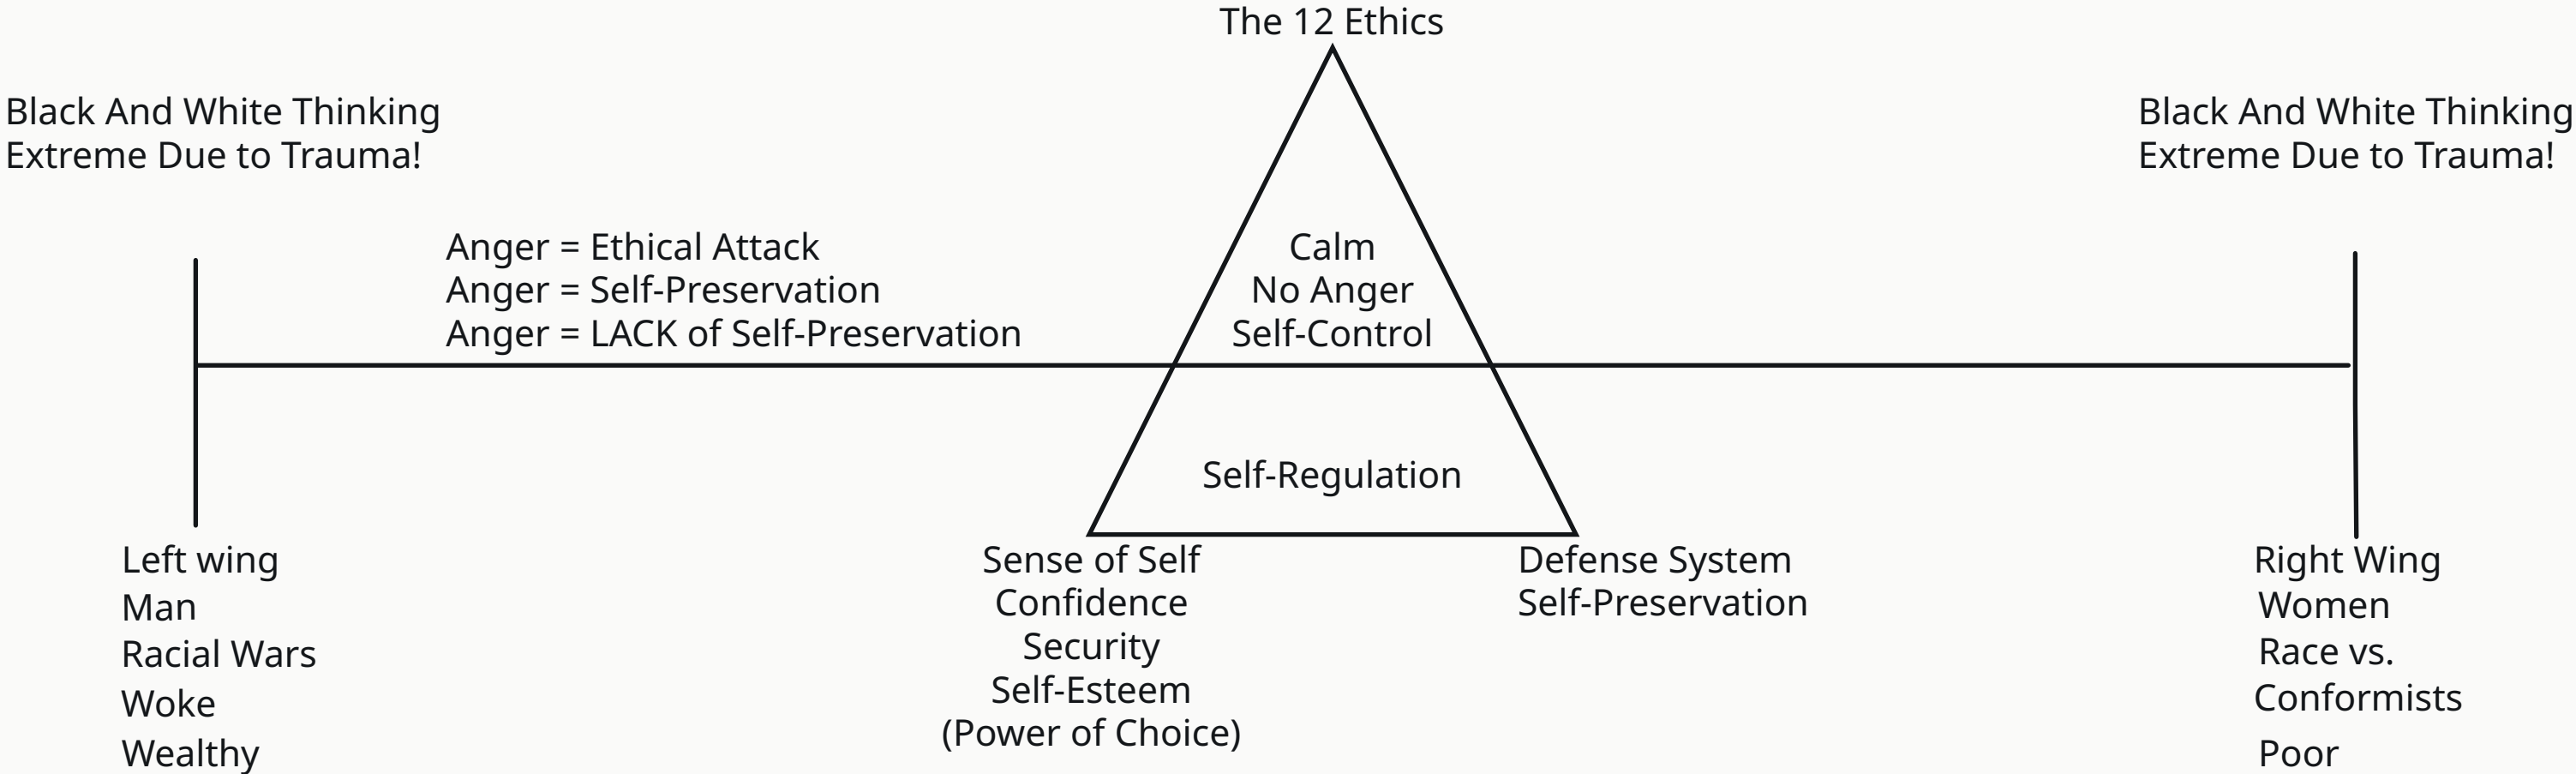 The 12 Ethics
Black And White Thinking
Extreme Due to Trauma!
Black And White Thinking
Extreme Due to Trauma!
Anger = Ethical Attack
Anger = Self-Preservation
Anger = LACK of Self-Preservation
Calm
No Anger
Self-Control
Self-Regulation
Left wing
Man
Racial Wars
Woke
Wealthy
Sense of Self
Confidence
Security
Self-Esteem
(Power of Choice)
Defense System
Self-Preservation
Right Wing
Women
Race vs.
Conformists
Poor